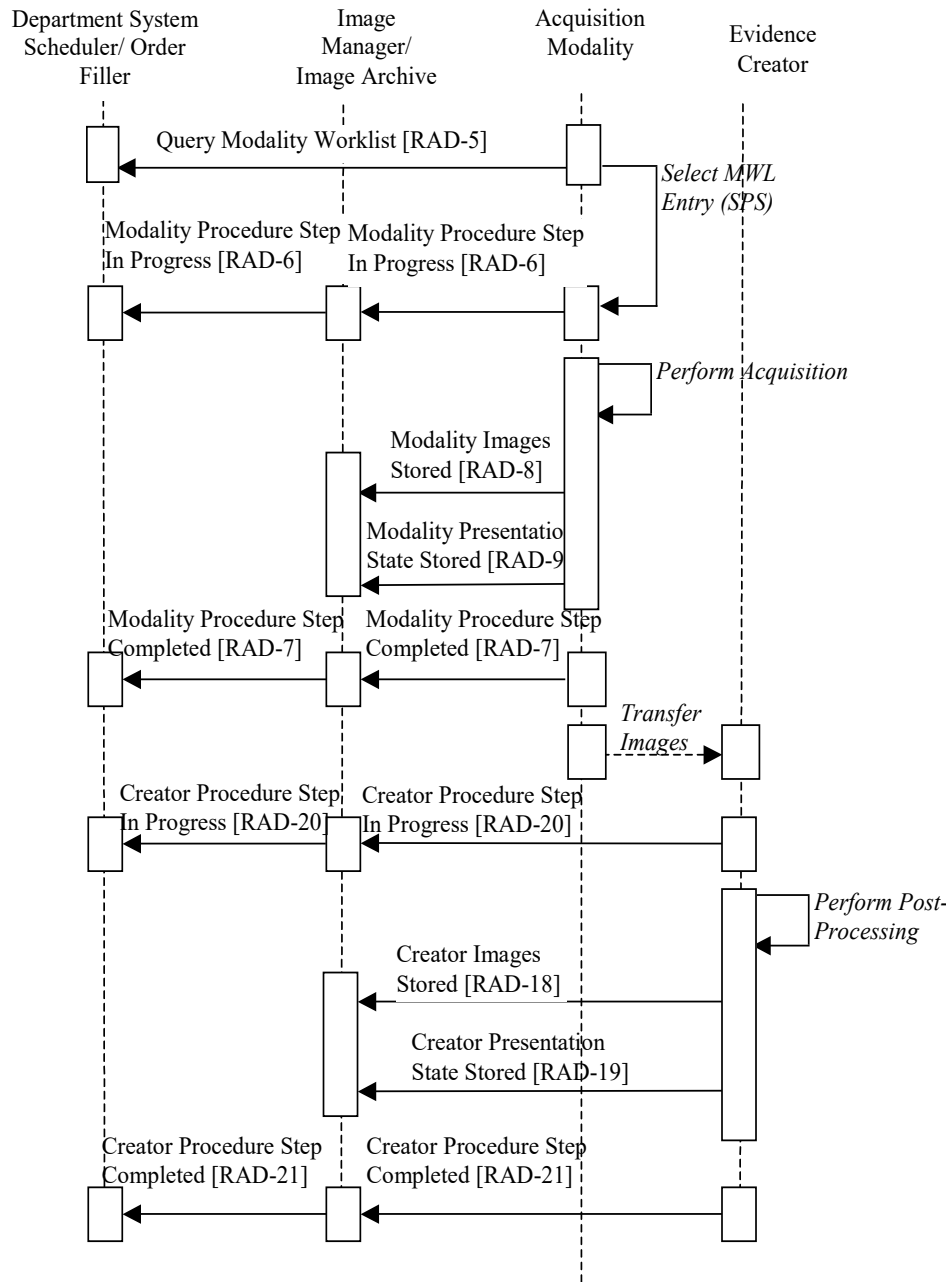 Department System
Scheduler/ Order
Filler
Image
Manager/
Image Archive
Acquisition
Modality
Evidence
Creator
Query Modality Worklist [RAD-5]
Select MWL
Entry (SPS)
Modality Procedure Step
In Progress [RAD-6]
Modality Procedure Step
In Progress [RAD-6]
Perform Acquisition
Modality Images
Stored [RAD-8]
Modality Presentatio
State Stored [RAD-9
Modality Procedure Step
Completed [RAD-7]
Modality Procedure Step
Completed [RAD-7]
Transfer
Images
Creator Procedure Step
In Progress [RAD-20]
Creator Procedure Step
In Progress [RAD-20]
Perform Post-
Processing
Creator Images
Stored [RAD-18]
Creator Presentation
State Stored [RAD-19]
Creator Procedure Step
Completed [RAD-21]
Creator Procedure Step
Completed [RAD-21]